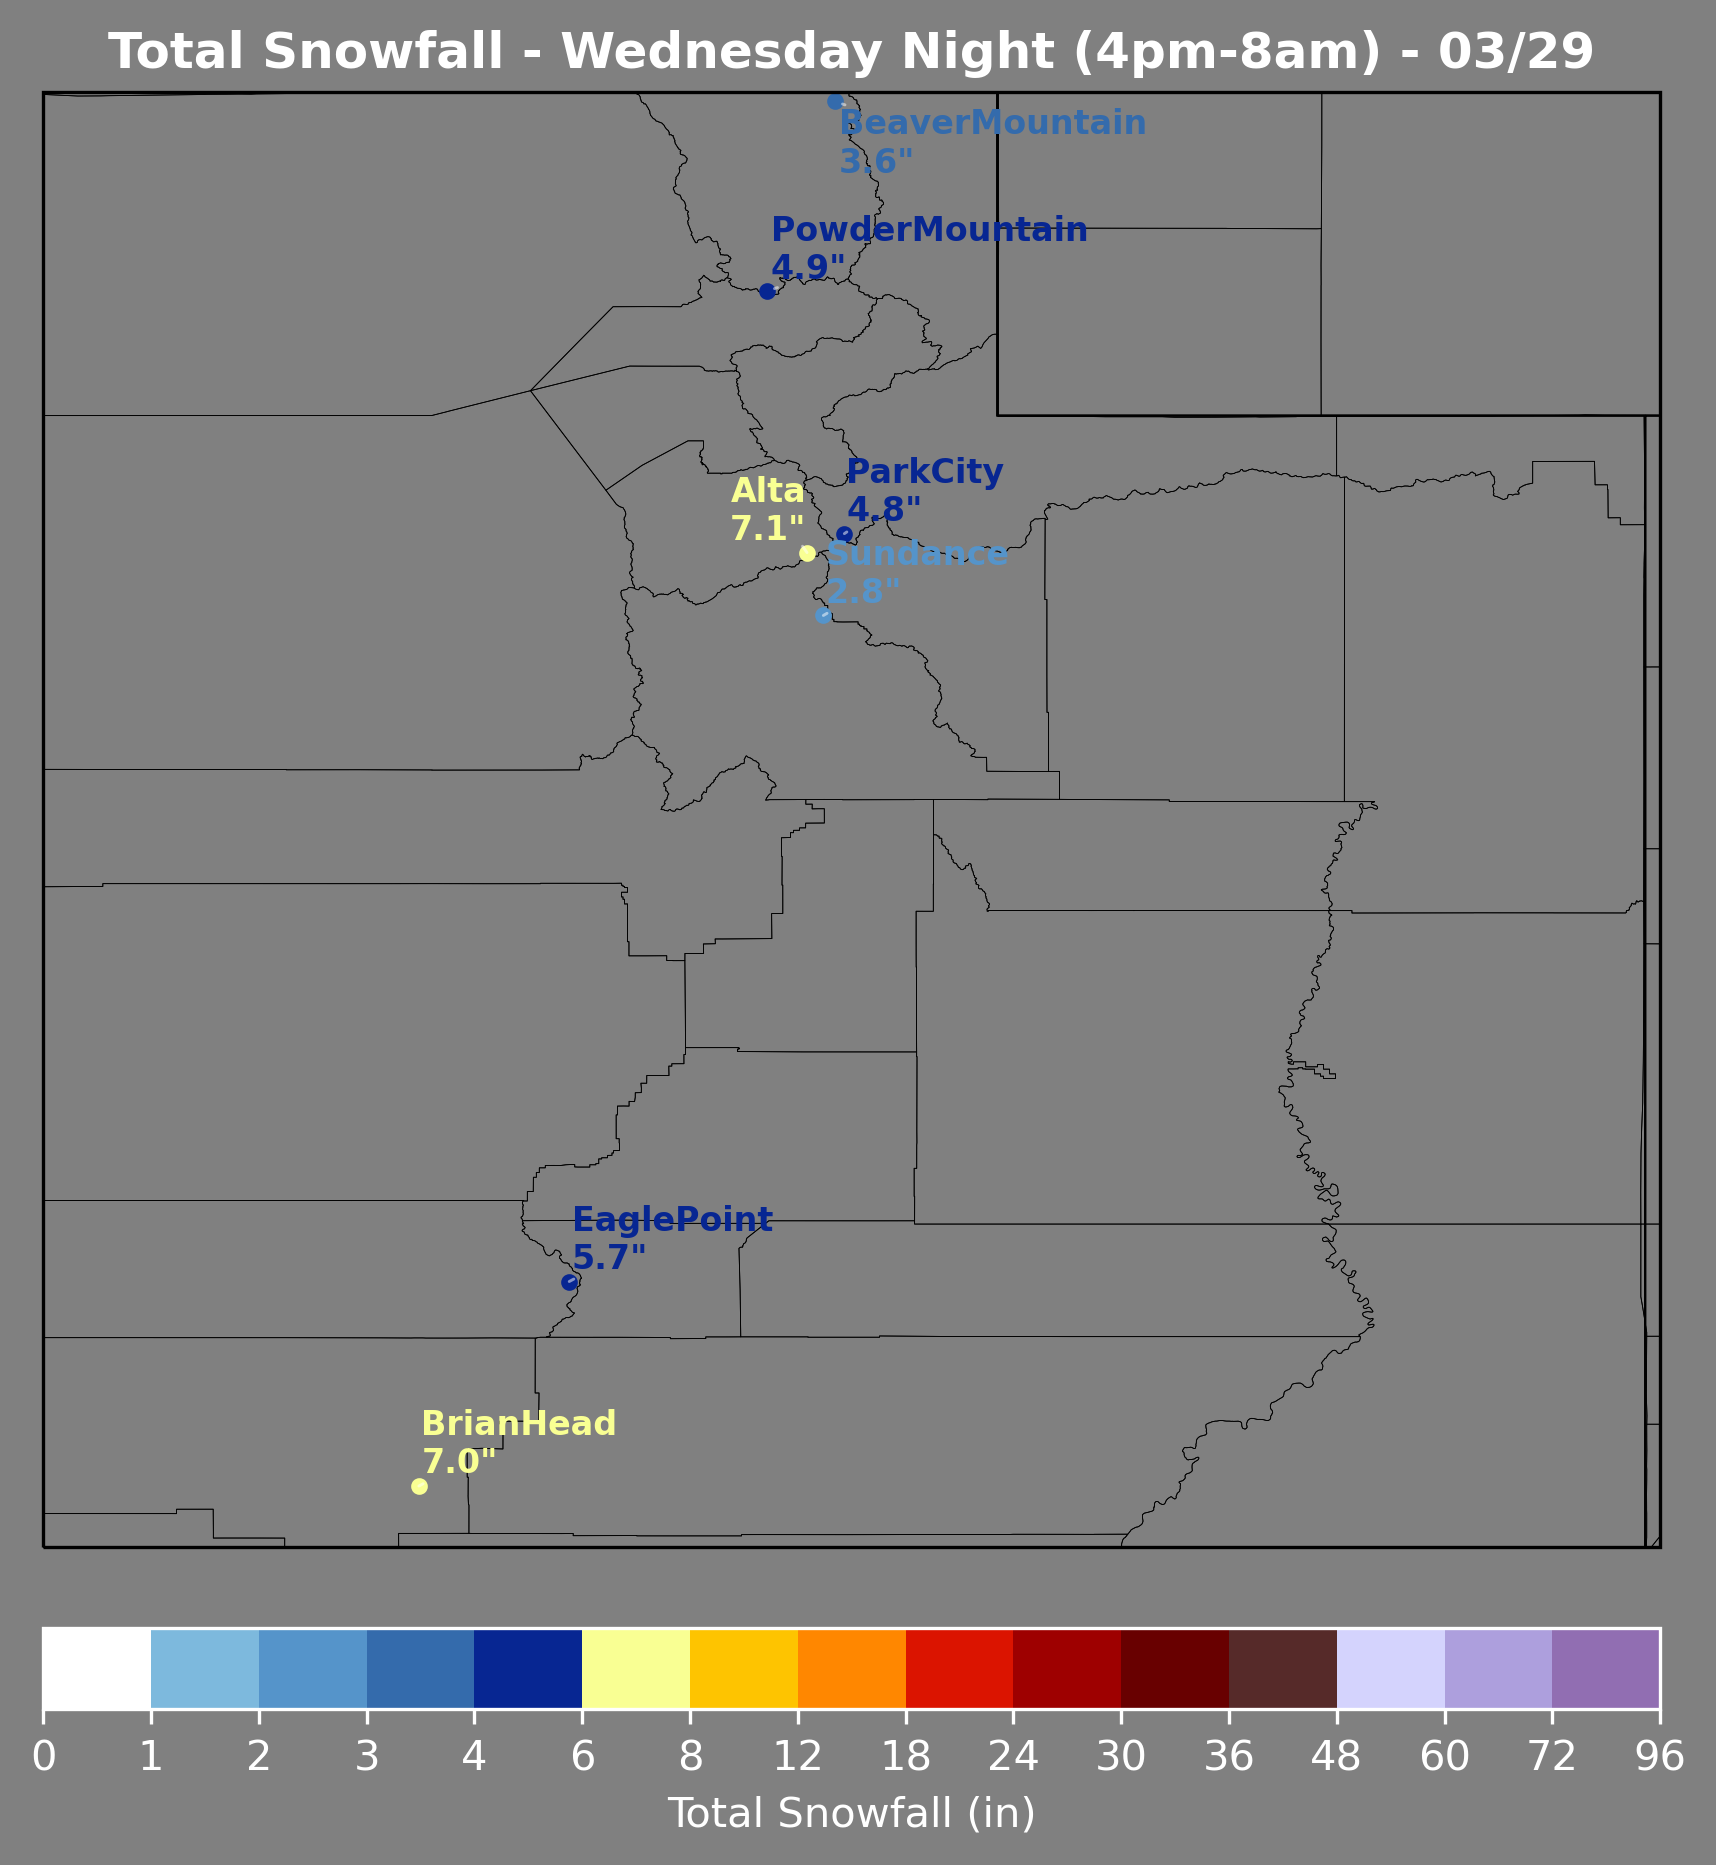 Total Snowfall - Wednesday Night (4pm-8am) - 03/29
BeaverMountain
3.6"
PowderMountain
4.9"
ParkCity
4.8"
Alta
7.1"
Sundance
2.8"
EaglePoint
5.7"
BrianHead
7.0"
0 1 2 3 4 6 8 12 18 24 30 36 48 60 72 96
Total Snowfall (in)